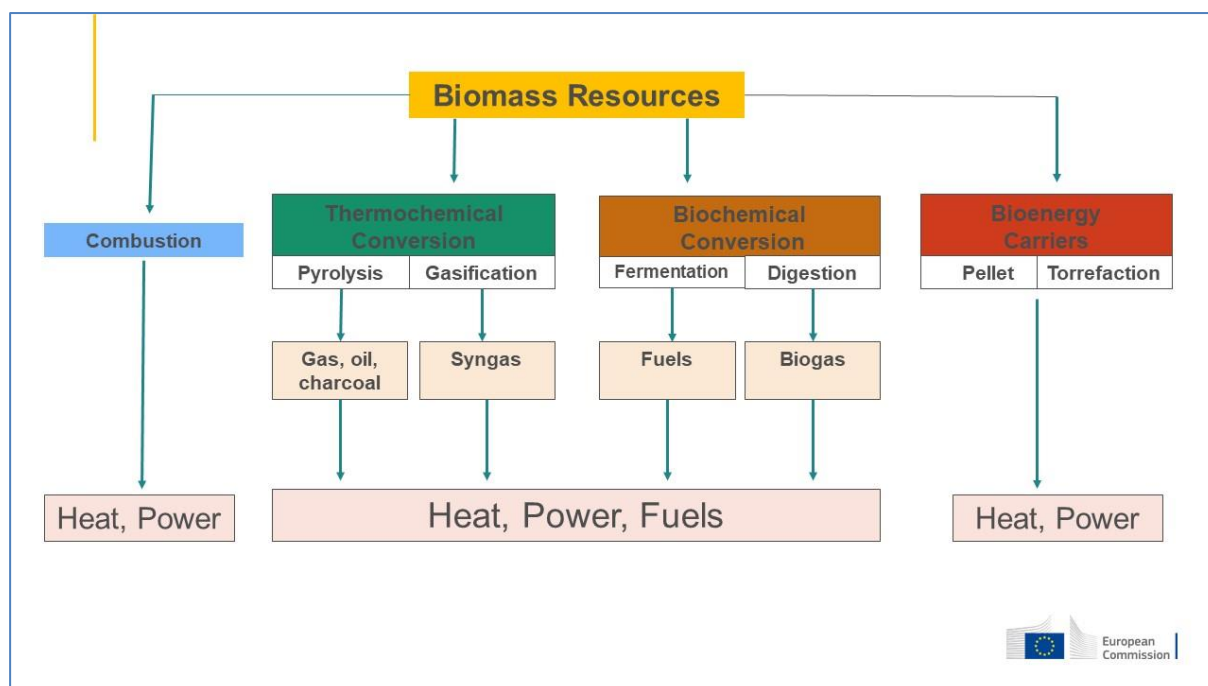 Biomass Resources
Combustion
Thermochemical
Conversion
Pyrolysis
Gasification
Biochemical
Conversion
Fermentation
Digestion
Bioenergy
Carriers
Pellet
Torrefaction
Gas, oil,
charcoal
Syngas
Fuels
Biogas
Heat, Power
Heat, Power, Fuels
Heat, Power
European
Commission